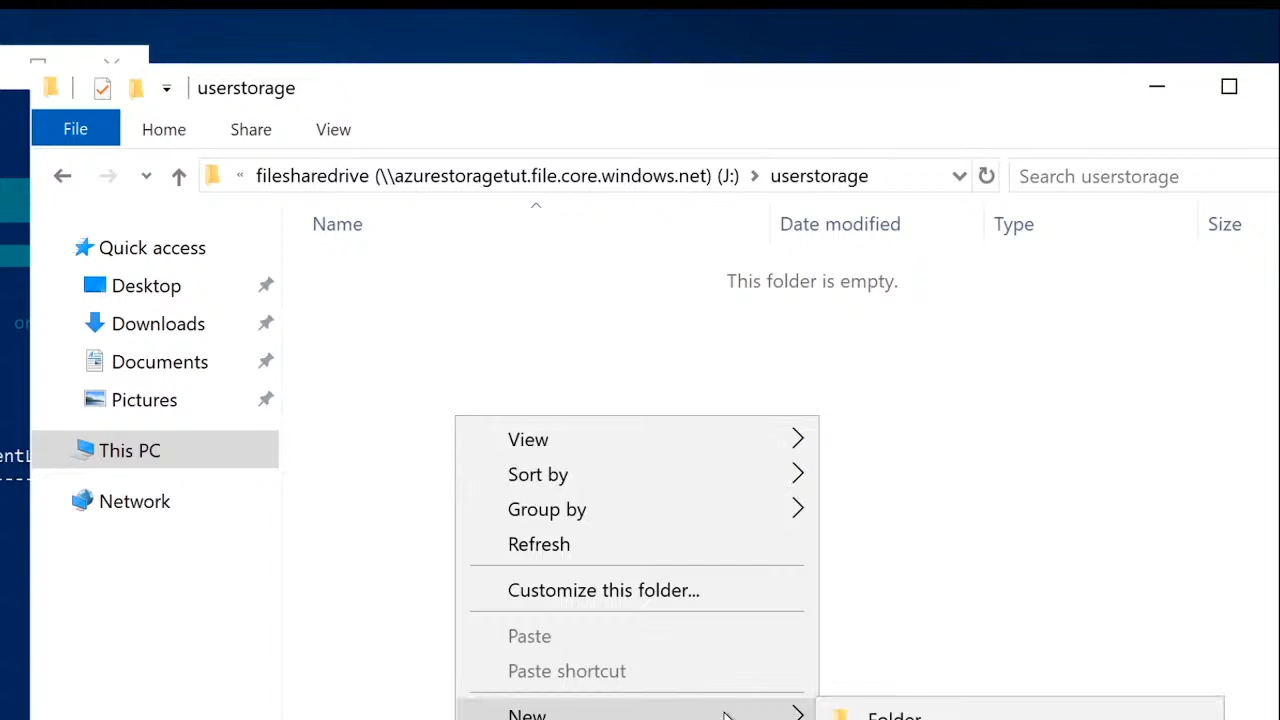 userstorage
File Home Share View
« filesharedrive (\\azurestoragetut.file.core.windows.net) (J:) > userstorage Search userstorage
Name Date modified Type Size
This folder is empty.
Quick access
Desktop
Downloads
Documents
Pictures
This PC
Network
View
Sort by
Group by
Refresh
Customize this folder...
Paste
Paste shortcut
New
Folder
entL
----